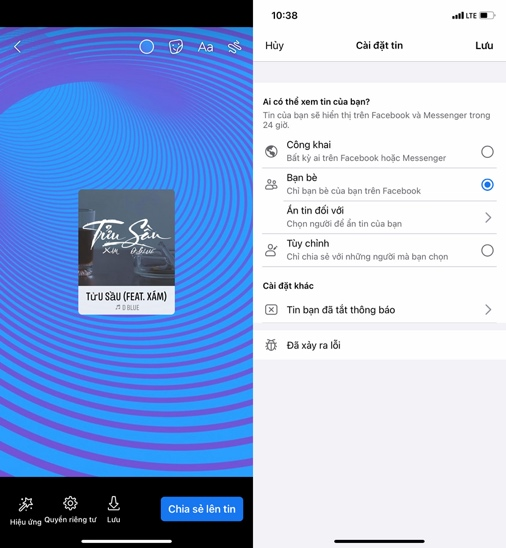 Aa
Trửu Sầu
XÁM D.BLUE
TỬU SẦU (FEAT. XÁM)
D BLUE
Hiệu ứng
Quyền riêng tư
Lưu
Chia sẻ lên tin
10:38
LTE
Hủy
Cài đặt tin
Lưu
Ai có thể xem tin của bạn?
Tin của bạn sẽ hiển thị trên Facebook và Messenger trong
24 giờ.
Công khai
Bất kỳ ai trên Facebook hoặc Messenger
Bạn bè
Chỉ bạn bè của bạn trên Facebook
Ẩn tin đối với
Chọn người để ẩn tin của bạn
Tùy chỉnh
Chỉ chia sẻ với những người mà bạn chọn
Cài đặt khác
Tin bạn đã tắt thông báo
Đã xảy ra lỗi